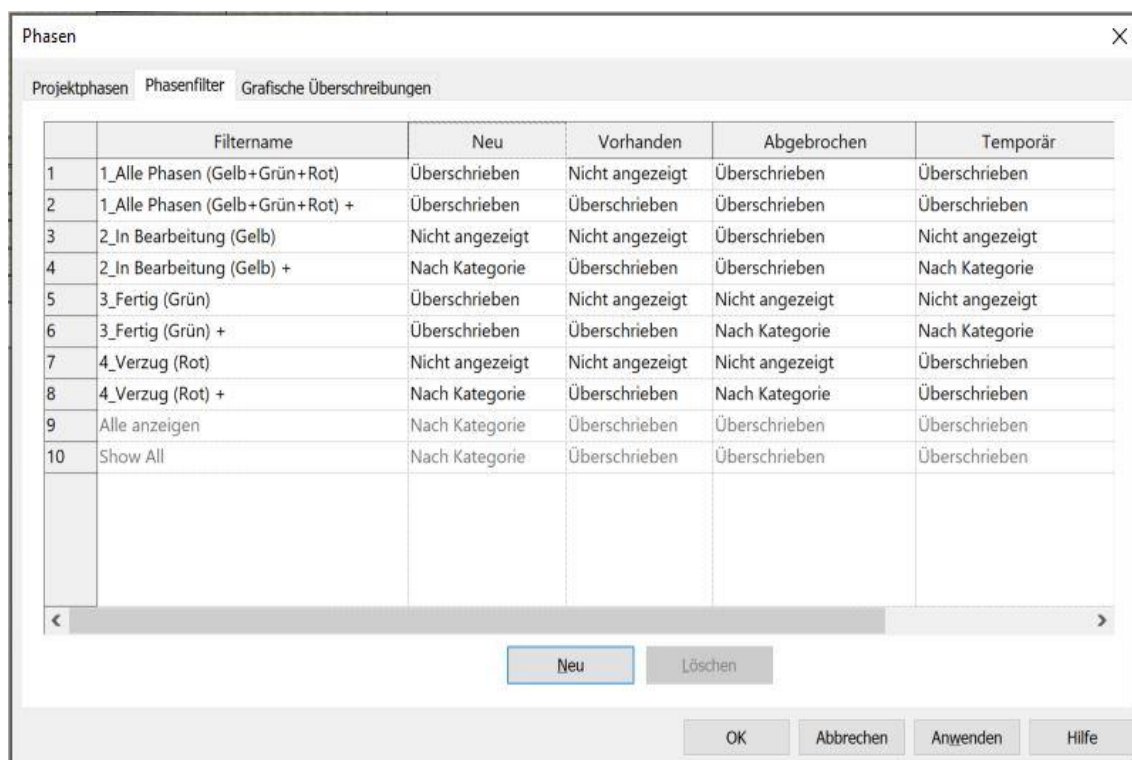 Phasen
Projektphasen Phasenfilter Grafische Überschreibungen
Filtername Neu Vorhanden Abgebrochen Temporär
1 1_Alle Phasen (Gelb+Grün+Rot) Überschrieben Nicht angezeigt Überschrieben Überschrieben
2 1_Alle Phasen (Gelb+Grün+Rot) + Überschrieben Überschrieben Überschrieben Überschrieben
3 2_In Bearbeitung (Gelb) Nicht angezeigt Nicht angezeigt Überschrieben Nicht angezeigt
4 2_In Bearbeitung (Gelb) + Nach Kategorie Überschrieben Überschrieben Nach Kategorie
5 3_Fertig (Grün) Überschrieben Nicht angezeigt Nicht angezeigt Nicht angezeigt
6 3_Fertig (Grün) + Überschrieben Überschrieben Nach Kategorie Nach Kategorie
7 4_Verzug (Rot) Nicht angezeigt Nicht angezeigt Nicht angezeigt Überschrieben
8 4_Verzug (Rot) + Nach Kategorie Überschrieben Nach Kategorie Überschrieben
9 Alle anzeigen Nach Kategorie Überschrieben Überschrieben Überschrieben
10 Show All Nach Kategorie Überschrieben Überschrieben Überschrieben
Neu Löschen
OK Abbrechen Anwenden Hilfe